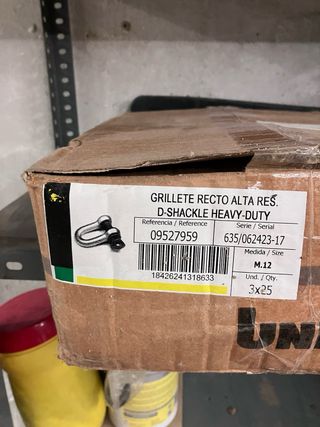 GRILLETE RECTO ALTA RES.
D-SHACKLE HEAVY-DUTY
Referencia / Reference
Serie / Serial
09527959
635/062423-17
Medida / Size
M.12
Und. / Qty.
3x25
18426241318633